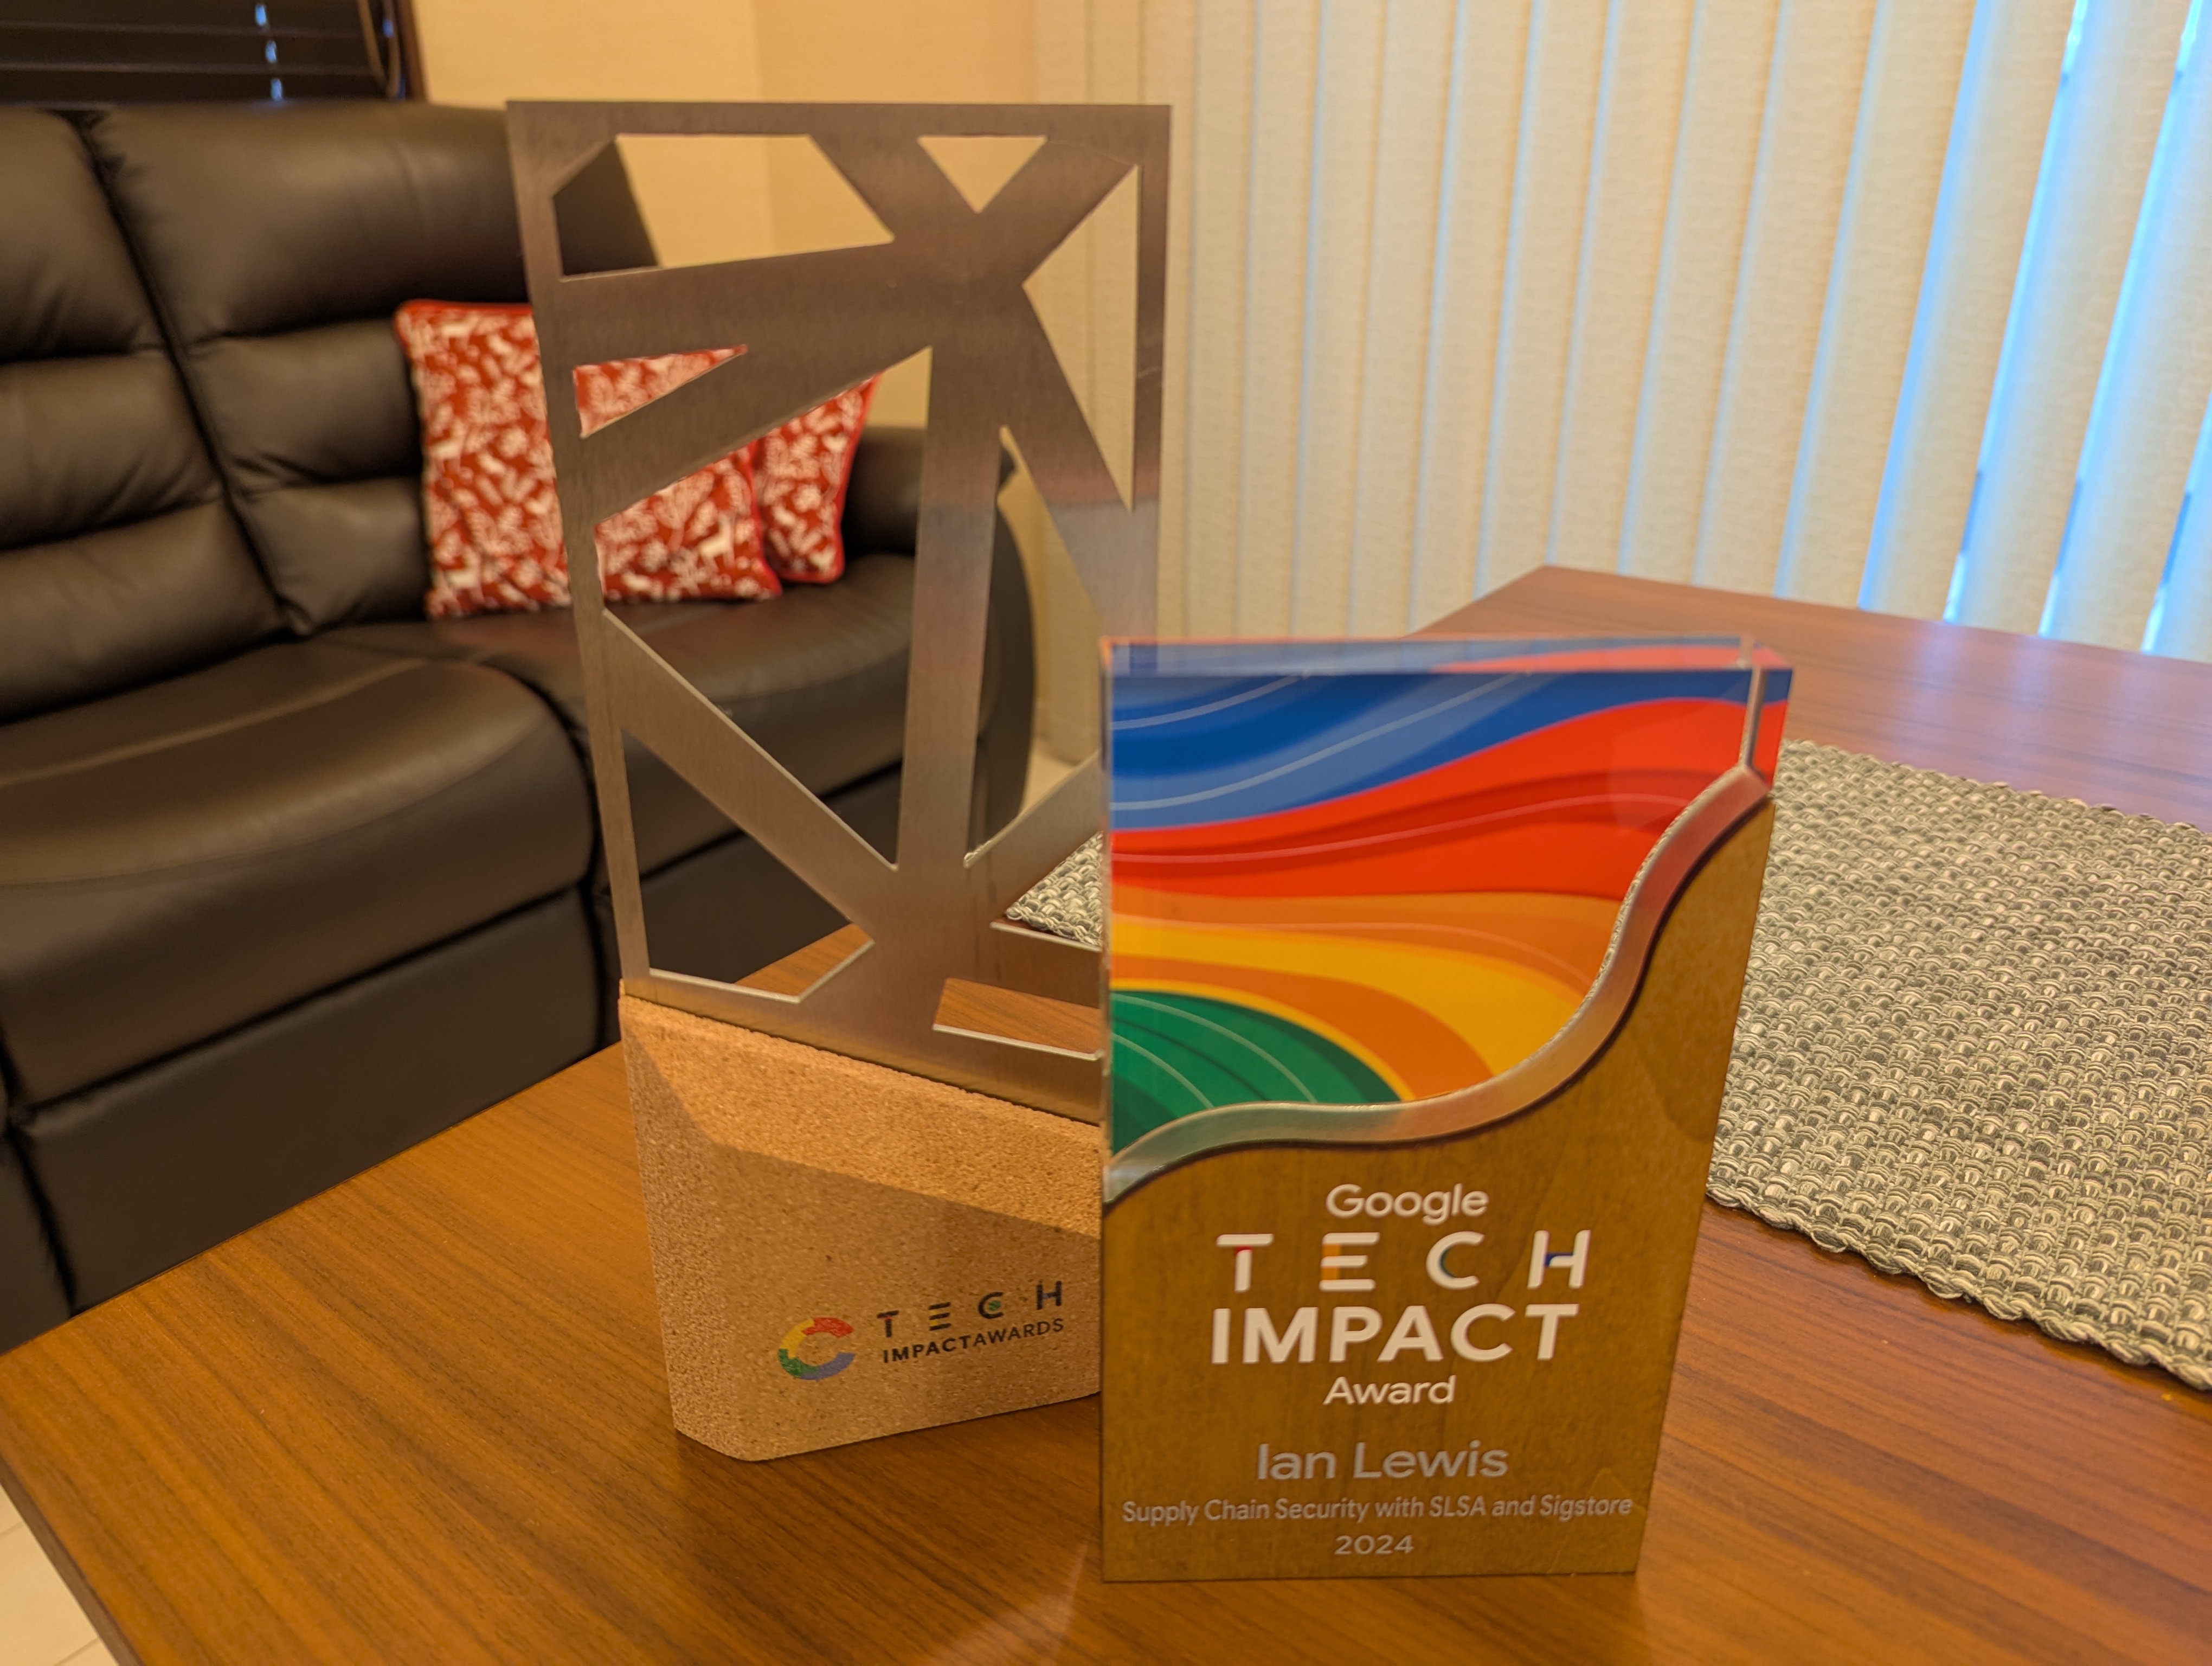 TECH
IMPACTAWARDS
Google
TECH
IMPACT
Award
Ian Lewis
Supply Chain Security with SLSA and Sigstore
2024